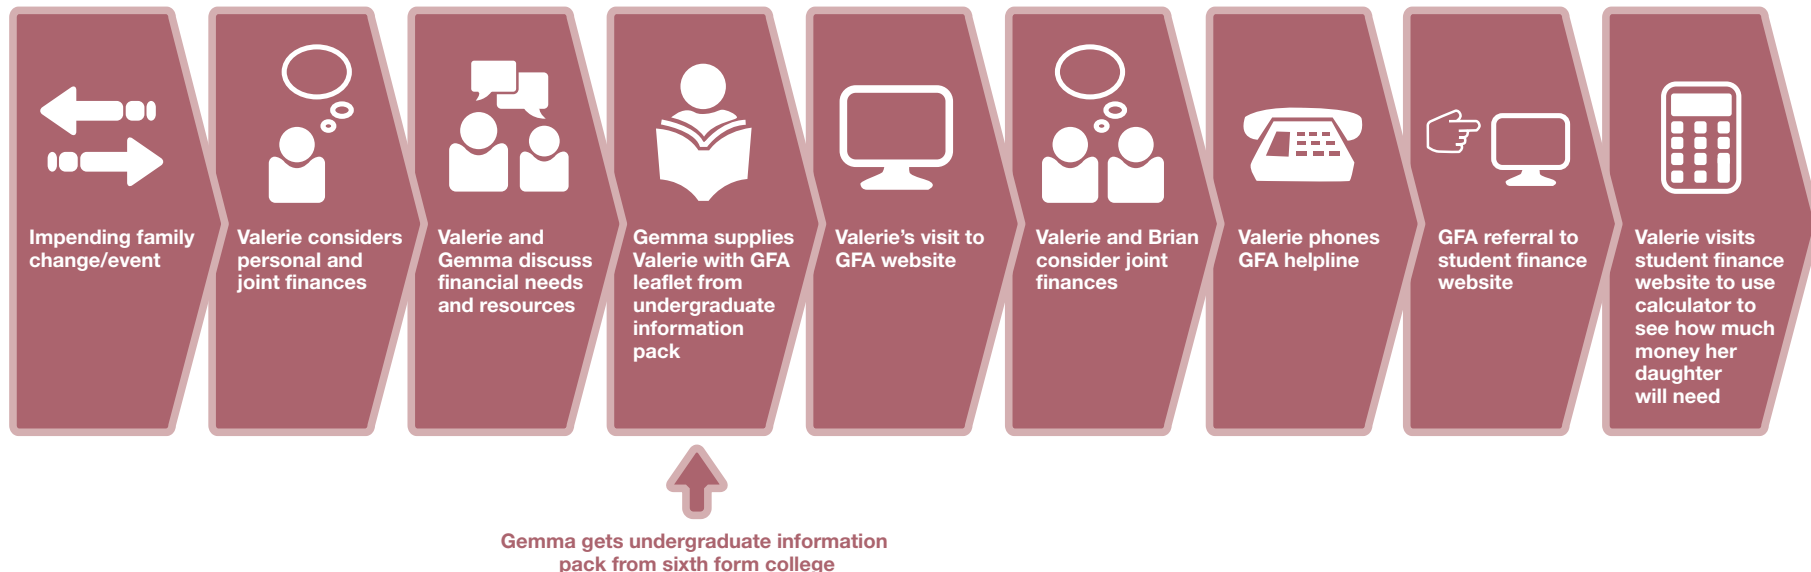 Impending family
change/event
Valerie considers
personal and
joint finances
Valerie and
Gemma discuss
financial needs
and resources
Gemma supplies
Valerie with GFA
leaflet from
undergraduate
information
pack
Valerie’s visit to
GFA website
Valerie and Brian
consider joint
finances
Valerie phones
GFA helpline
GFA referral to
student finance
website
Valerie visits
student finance
website to use
calculator to
see how much
money her
daughter
will need
Gemma gets undergraduate information
pack from sixth form college